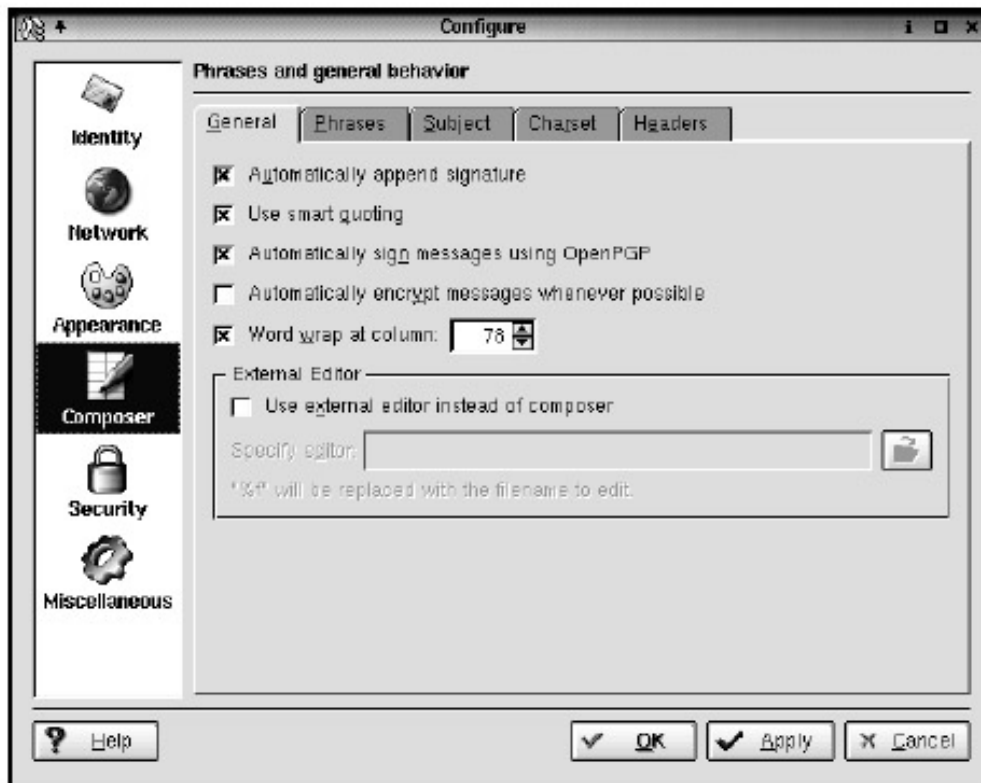 Configure
Identity
Network
Appearance
Composer
Security
Miscellaneous
Phrases and general behavior
General Phrases Subject Charset Headers
Automatically append signature
Use smart quoting
Automatically sign messages using OpenPGP
Automatically encrypt messages whenever possible
Word wrap at column: 78
External Editor
Use external editor instead of composer
Specify editor:
"%f" will be replaced with the filename to edit.
Help OK Apply Cancel